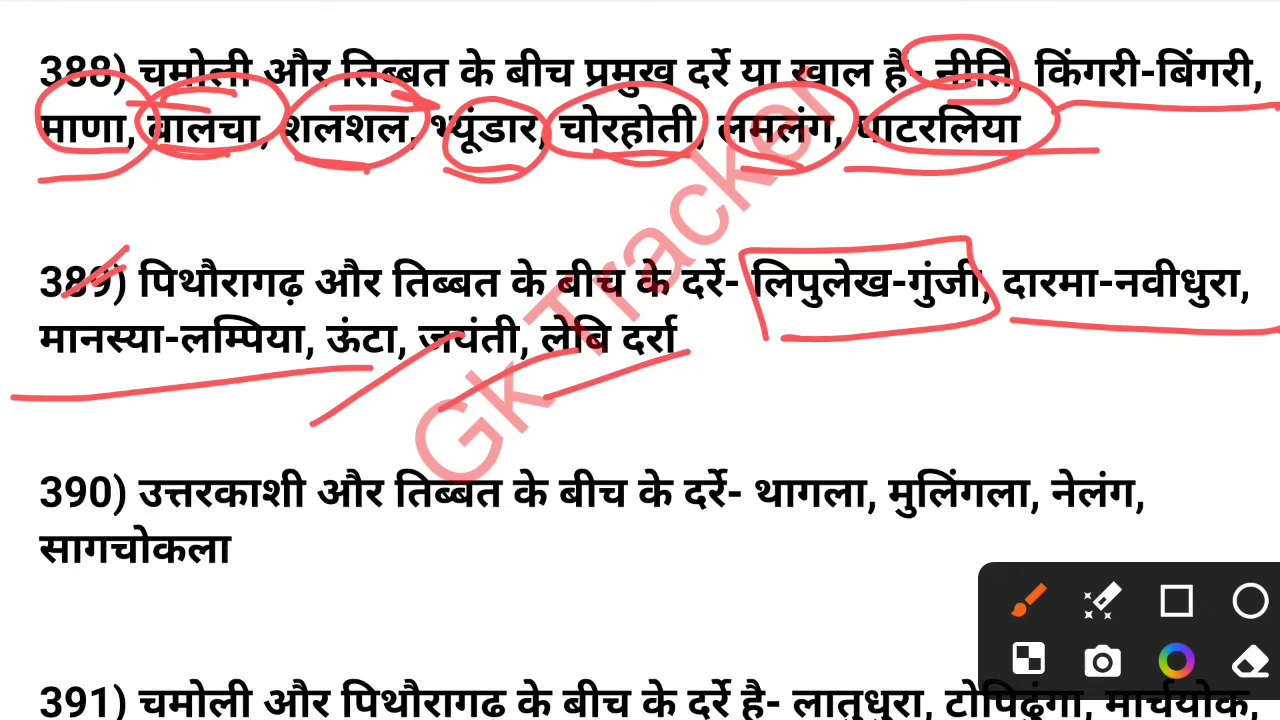 388) चमोली और तिब्बत के बीच प्रमुख दर्रे या खाल है- नीति, किंगरी-बिंगरी,
माणा, बालचा, शलशल, भ्यूंडार, चोरहोती, लमलंग, पाटरलिया
389) पिथौरागढ़ और तिब्बत के बीच के दर्रे- लिपुलेख-गुंजी, दारमा-नवीधुरा,
मानस्या-लम्पिया, ऊंटा, जयंती, लेबि दर्रा
390) उत्तरकाशी और तिब्बत के बीच के दर्रे- थागला, मुलिंगला, नेलंग,
सागचोकला
391) चमोली और पिथौरागढ़ के बीच के दर्रे है- लातुधुरा, टोपिढुंगा, मार्चयोक,
Gk Tracker